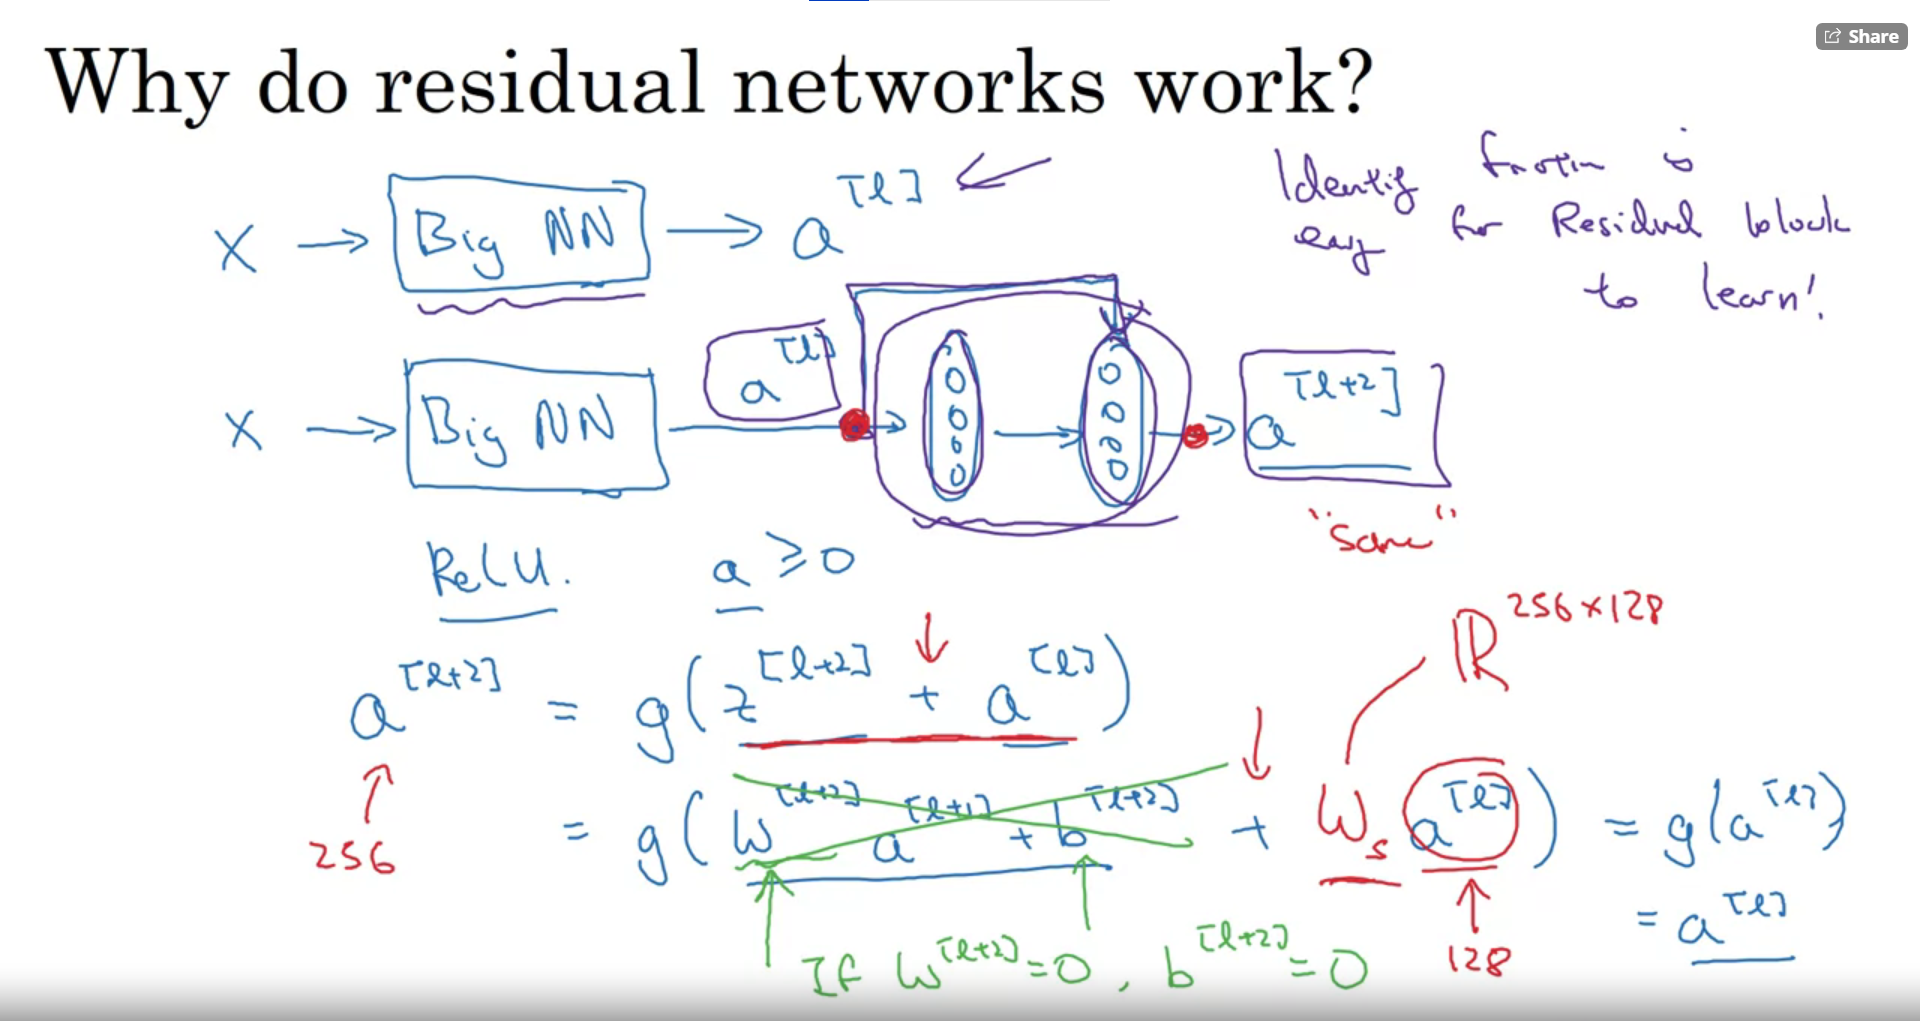 Share
Why do residual networks work?
Identity function is
easy for Residual block
to learn!
X → Big NN → a^[l]
X → Big NN → a^[l] → → a^[l+2]
"Same"
ReLU. a ≥ 0
R^256×128
a^[l+2] = g(z^[l+2] + a^[l])
256
= g(W^[l+2] a^[l+1] + b^[l+2] + W_s a^[l]) = g(a^[l])
= a^[l]
If W^[l+2] = 0, b^[l+2] = 0
128